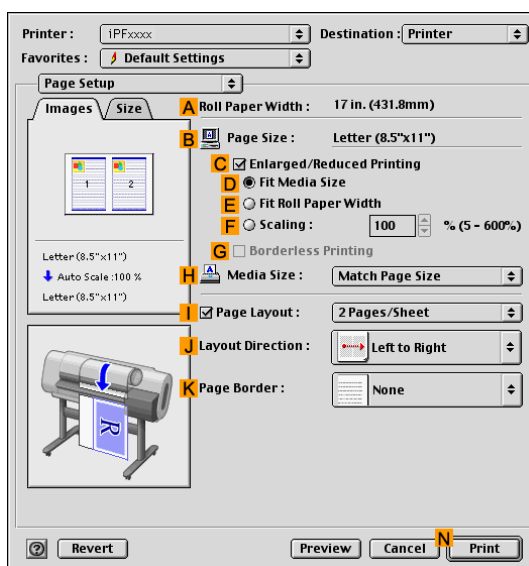 Printer : iPFxxxx Destination : Printer
Favorites : Default Settings
Page Setup
Images Size
A Roll Paper Width : 17 in. (431.8mm)
B Page Size : Letter (8.5"x11")
C Enlarged/Reduced Printing
D Fit Media Size
E Fit Roll Paper Width
F Scaling : 100 % (5 - 600%)
G Borderless Printing
1 2
Letter (8.5"x11")
Auto Scale :100 %
Letter (8.5"x11")
H Media Size : Match Page Size
I Page Layout : 2 Pages/Sheet
J Layout Direction : Left to Right
K Page Border : None
R
? Revert Preview Cancel N Print